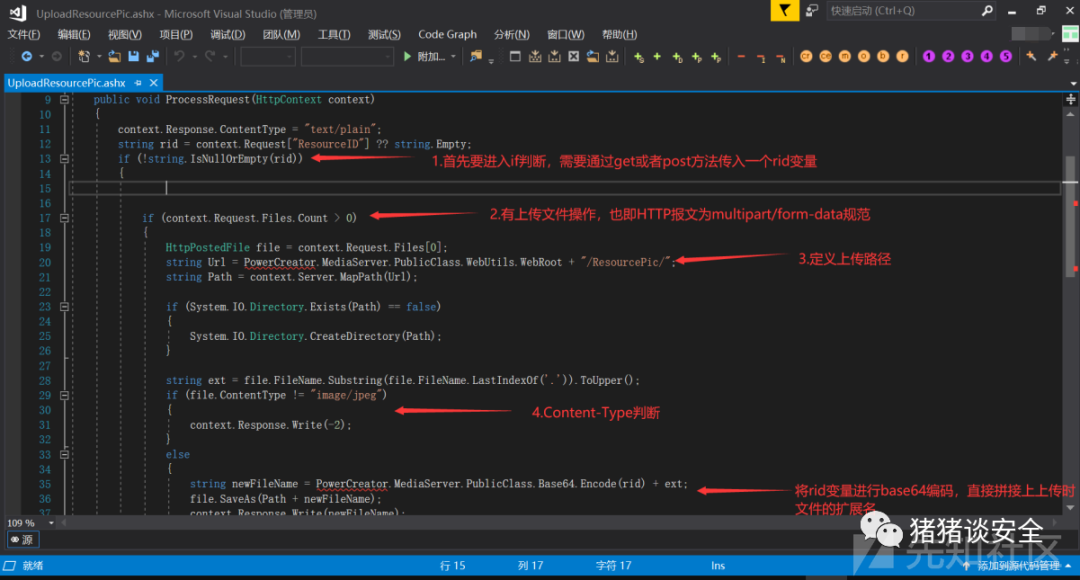 UploadResourcePic.ashx - Microsoft Visual Studio (管理员)
快速启动 (Ctrl+Q)
文件(F) 编辑(E) 视图(V) 项目(P) 调试(D) 团队(M) 工具(T) 测试(S) Code Graph 分析(N) 窗口(W) 帮助(H)
附加...
UploadResourcePic.ashx
9 public void ProcessRequest(HttpContext context)
10 {
11 context.Response.ContentType = "text/plain";
12 string rid = context.Request["ResourceID"] ?? string.Empty;
13 if (!string.IsNullOrEmpty(rid))
1.首先要进入if判断，需要通过get或者post方法传入一个rid变量
14 {
15
16
17 if (context.Request.Files.Count > 0)
2.有上传文件操作，也即HTTP报文为multipart/form-data规范
18 {
19 HttpPostedFile file = context.Request.Files[0];
20 string Url = PowerCreator.MediaServer.PublicClass.WebUtils.WebRoot + "/ResourcePic/";
3.定义上传路径
21 string Path = context.Server.MapPath(Url);
22
23 if (System.IO.Directory.Exists(Path) == false)
24 {
25 System.IO.Directory.CreateDirectory(Path);
26 }
27
28 string ext = file.FileName.Substring(file.FileName.LastIndexOf('.')).ToUpper();
29 if (file.ContentType != "image/jpeg")
30 {
4.Content-Type判断
31 context.Response.Write(-2);
32 }
33 else
34 {
35 string newFileName = PowerCreator.MediaServer.PublicClass.Base64.Encode(rid) + ext;
将rid变量进行base64编码，直接拼接上上传时
文件的扩展名
36 file.SaveAs(Path + newFileName);
37 context.Response.Write(newFileName);
109 %
猪猪谈安全
先知社区
源
就绪 行 15 列 17 字符 17 Ins 添加到源代码管理